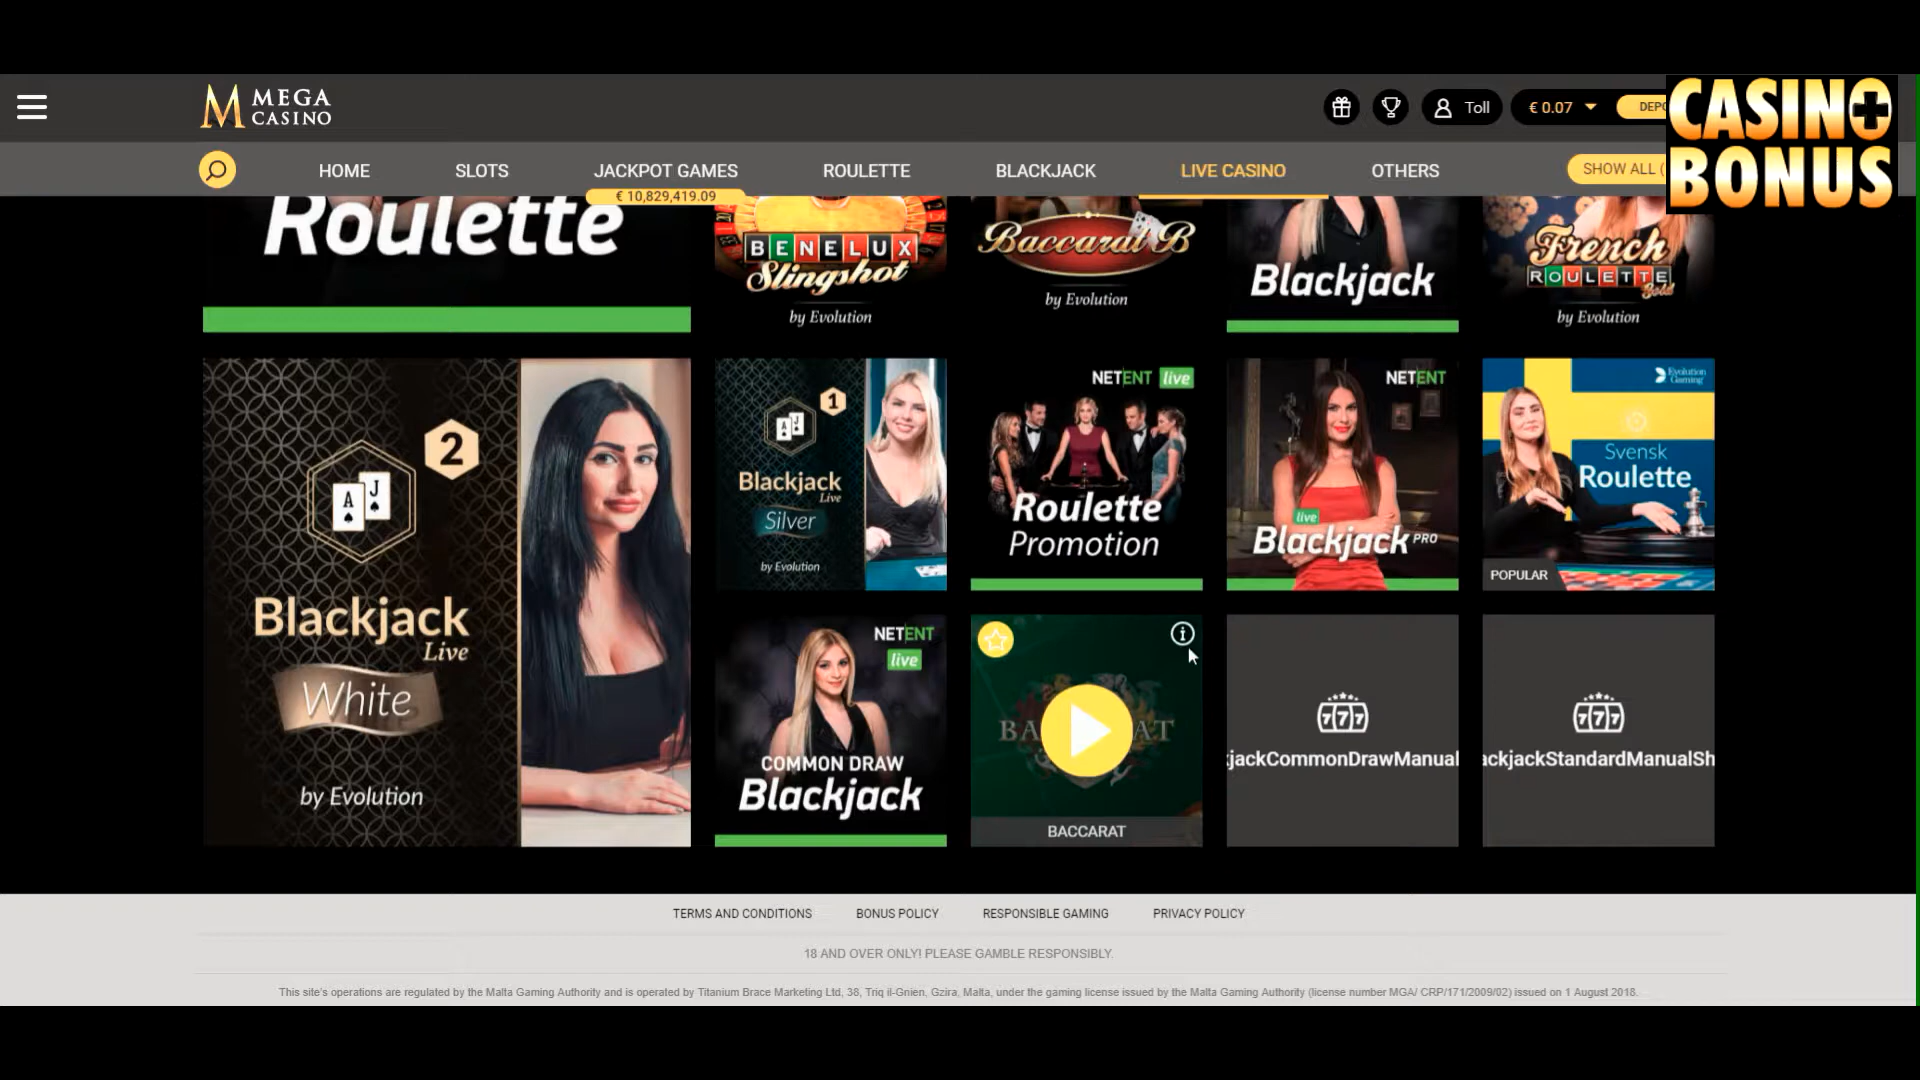 MEGA
CASINO
Toll
€ 0.07
DEPO
CASINO
BONUS
HOME
SLOTS
JACKPOT GAMES
ROULETTE
BLACKJACK
LIVE CASINO
OTHERS
SHOW ALL (
€ 10,829,419.09
Roulette
BENELUX
Slingshot
by Evolution
Baccarat B
by Evolution
Blackjack
French
ROULETTE
Gold
by Evolution
2
A J
Blackjack
Live
White
by Evolution
1
A J
Blackjack
Live
Silver
by Evolution
NETENT live
Roulette
Promotion
NETENT
live
Blackjack PRO
Evolution
Gaming
Svensk
Roulette
POPULAR
NETENT
live
COMMON DRAW
Blackjack
BACCARAT
777
kjackCommonDrawManual
777
ackjackStandardManualSh
TERMS AND CONDITIONS
BONUS POLICY
RESPONSIBLE GAMING
PRIVACY POLICY
18 AND OVER ONLY! PLEASE GAMBLE RESPONSIBLY.
This site's operations are regulated by the Malta Gaming Authority and is operated by Titanium Brace Marketing Ltd, 38, Triq il-Gnien, Gzira, Malta, under the gaming license issued by the Malta Gaming Authority (license number MGA/ CRP/171/2009/02) issued on 1 August 2018.